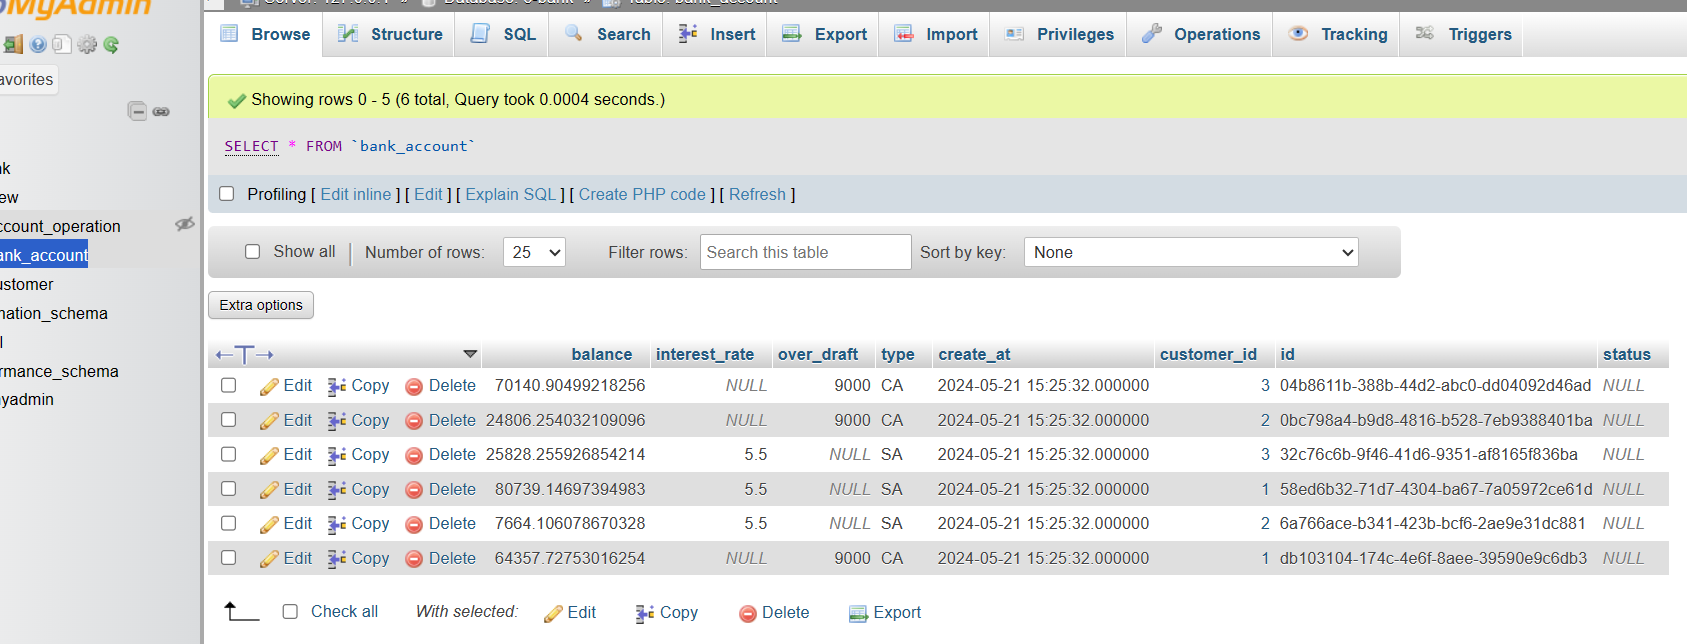 MyAdmin
Server: 127.0.0.1 » Database: e-bank » Table: bank_account
Browse Structure SQL Search Insert Export Import Privileges Operations Tracking Triggers
avorites
Showing rows 0 - 5 (6 total, Query took 0.0004 seconds.)
SELECT * FROM `bank_account`
Profiling [ Edit inline ] [ Edit ] [ Explain SQL ] [ Create PHP code ] [ Refresh ]
nk
ew
ccount_operation
ank_account
ustomer
mation_schema
l
rmance_schema
yadmin
Show all Number of rows: 25 Filter rows: Search this table Sort by key: None
Extra options
←T→ balance interest_rate over_draft type create_at customer_id id status
Edit Copy Delete 70140.90499218256 NULL 9000 CA 2024-05-21 15:25:32.000000 3 04b8611b-388b-44d2-abc0-dd04092d46ad NULL
Edit Copy Delete 24806.254032109096 NULL 9000 CA 2024-05-21 15:25:32.000000 2 0bc798a4-b9d8-4816-b528-7eb9388401ba NULL
Edit Copy Delete 25828.255926854214 5.5 NULL SA 2024-05-21 15:25:32.000000 3 32c76c6b-9f46-41d6-9351-af8165f836ba NULL
Edit Copy Delete 80739.14697394983 5.5 NULL SA 2024-05-21 15:25:32.000000 1 58ed6b32-71d7-4304-ba67-7a05972ce61d NULL
Edit Copy Delete 7664.106078670328 5.5 NULL SA 2024-05-21 15:25:32.000000 2 6a766ace-b341-423b-bcf6-2ae9e31dc881 NULL
Edit Copy Delete 64357.72753016254 NULL 9000 CA 2024-05-21 15:25:32.000000 1 db103104-174c-4e6f-8aee-39590e9c6db3 NULL
Check all With selected: Edit Copy Delete Export